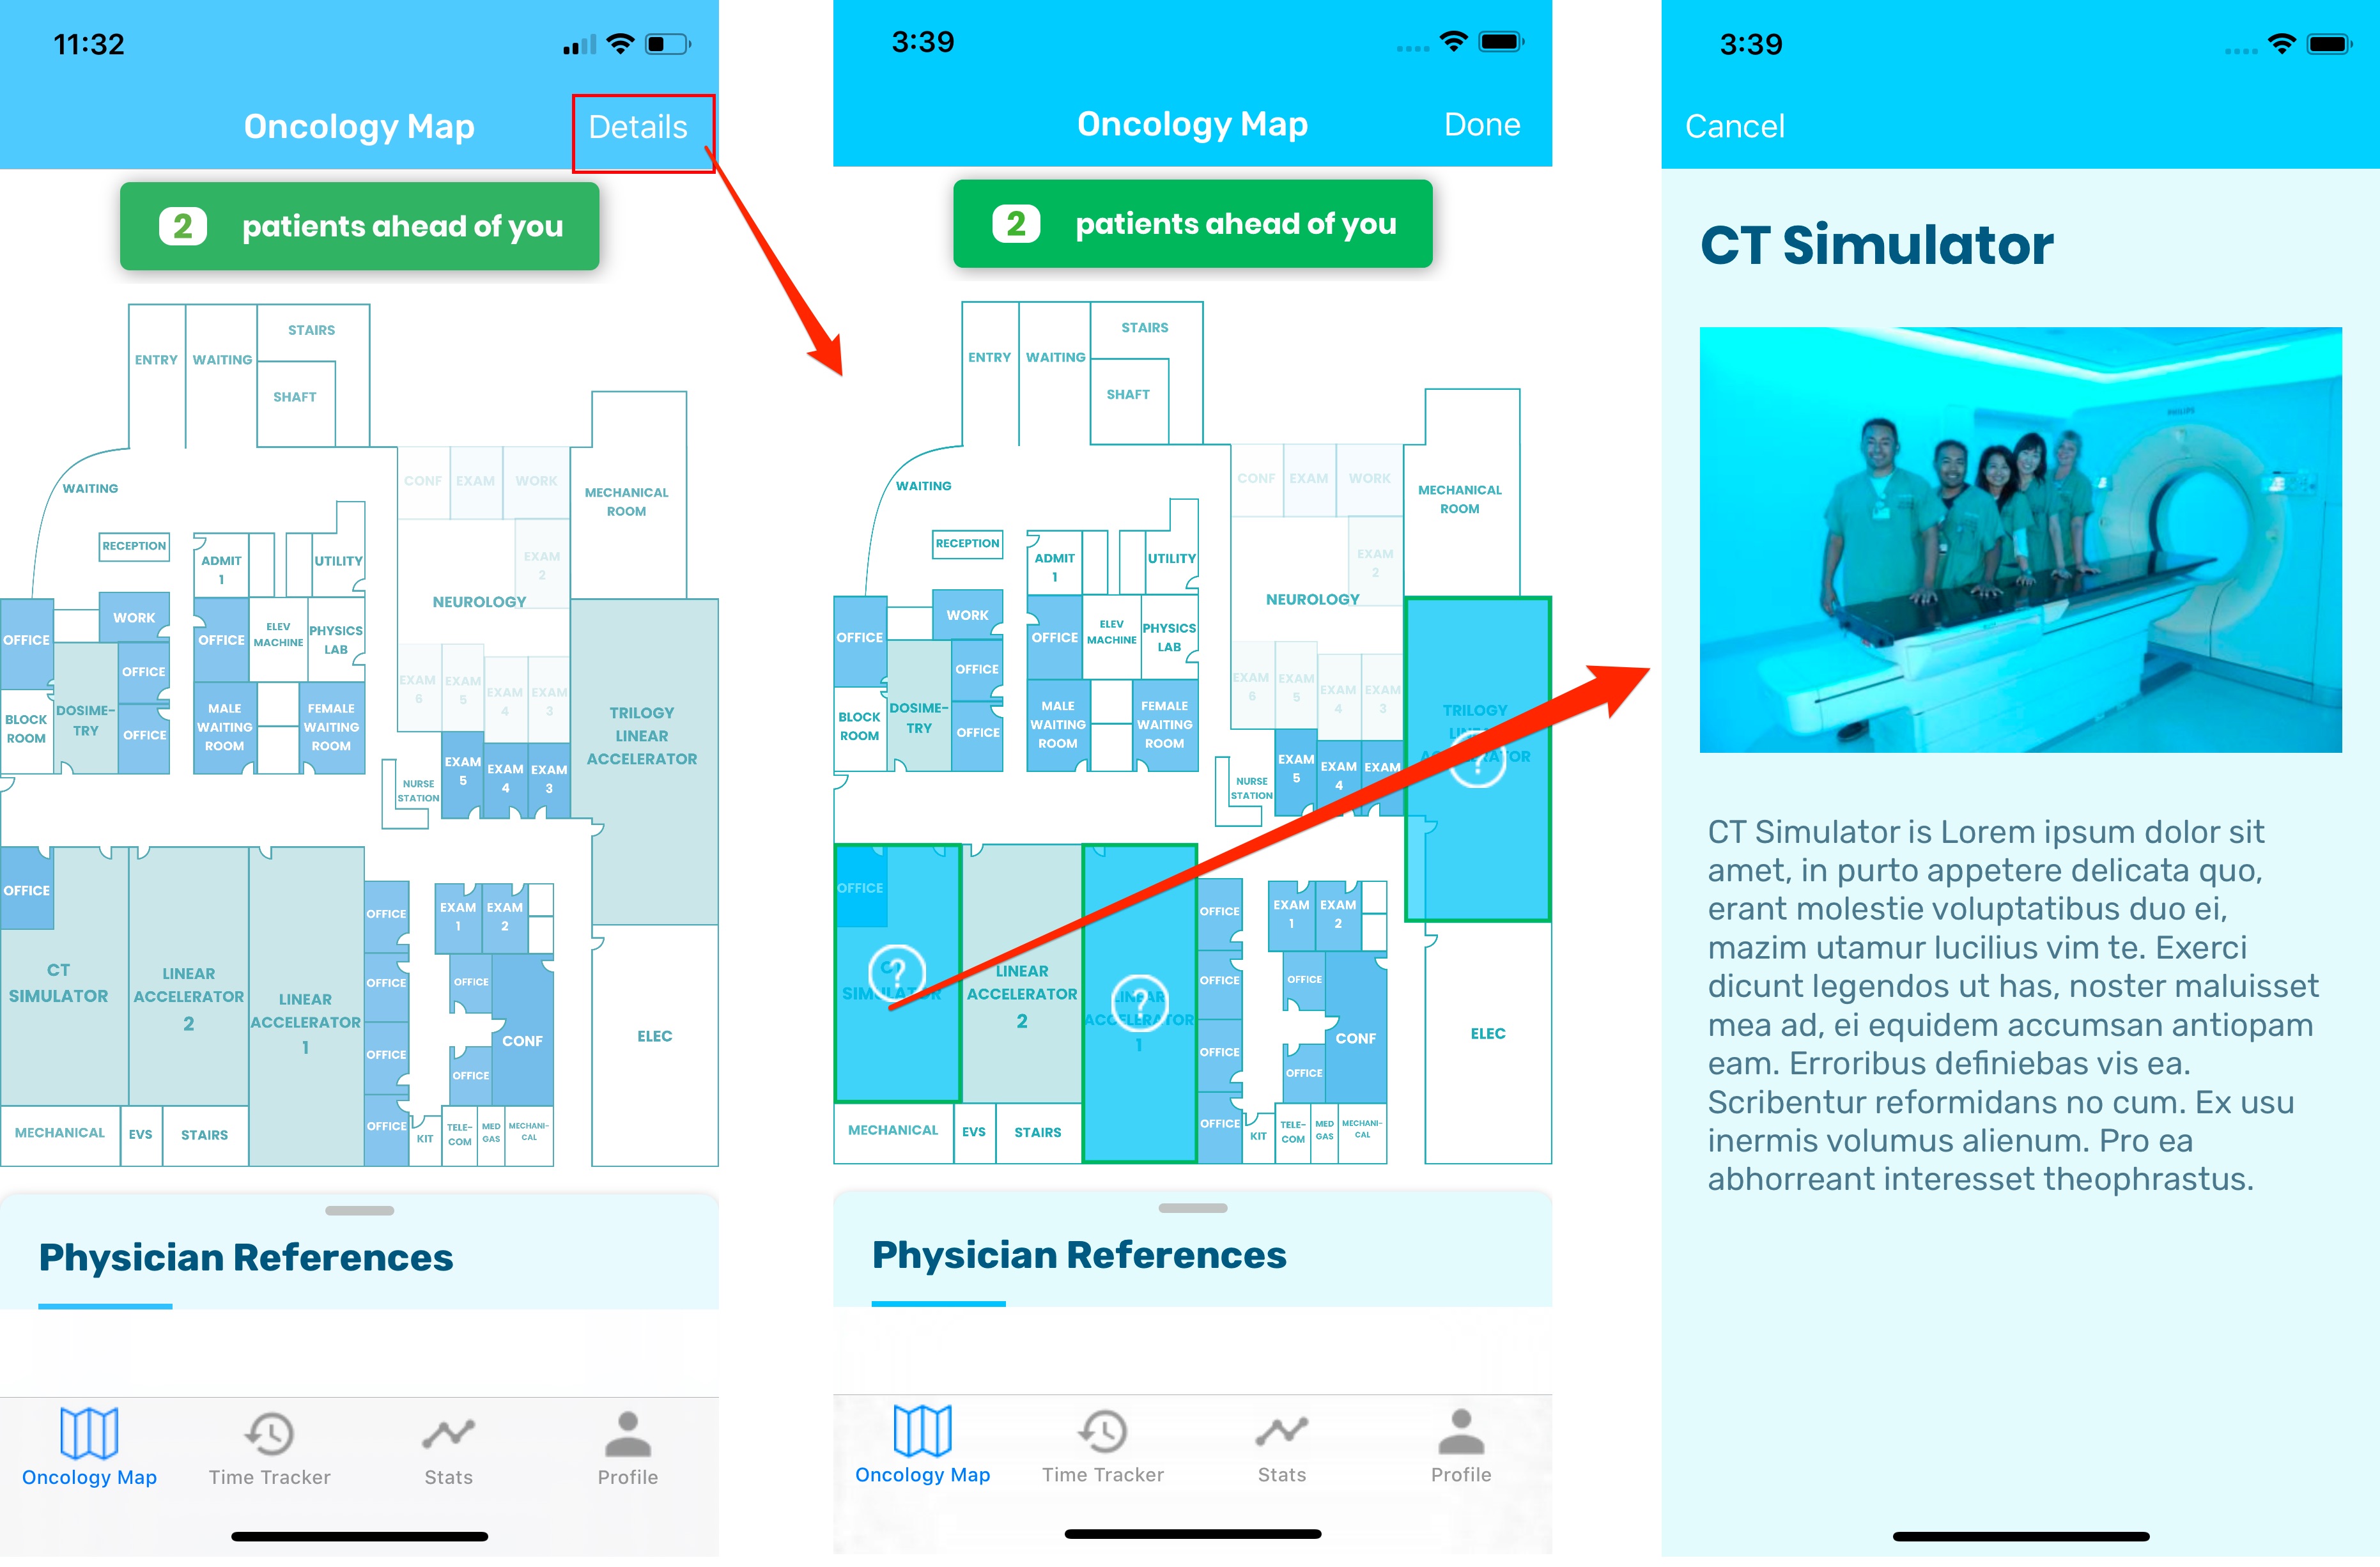 11:32
Oncology Map
Details
2 patients ahead of you
STAIRS
ENTRY
WAITING
SHAFT
WAITING
CONF
EXAM
WORK
MECHANICAL
ROOM
RECEPTION
ADMIT
1
UTILITY
EXAM
2
NEUROLOGY
OFFICE
WORK
OFFICE
ELEV
MACHINE
PHYSICS
LAB
OFFICE
EXAM
6
EXAM
5
EXAM
4
EXAM
3
BLOCK
ROOM
DOSIME-
TRY
OFFICE
MALE
WAITING
ROOM
FEMALE
WAITING
ROOM
TRILOGY
LINEAR
ACCELERATOR
NURSE
STATION
EXAM
5
EXAM
4
EXAM
3
OFFICE
CT
SIMULATOR
LINEAR
ACCELERATOR
2
LINEAR
ACCELERATOR
1
OFFICE
OFFICE
OFFICE
OFFICE
EXAM
1
EXAM
2
OFFICE
OFFICE
CONF
ELEC
MECHANICAL
EVS
STAIRS
KIT
TELE-
COM
MED
GAS
MECHANI-
CAL
Physician References
Oncology Map
Time Tracker
Stats
Profile
3:39
Oncology Map
Done
2 patients ahead of you
STAIRS
ENTRY
WAITING
SHAFT
WAITING
CONF
EXAM
WORK
MECHANICAL
ROOM
RECEPTION
ADMIT
1
UTILITY
EXAM
2
NEUROLOGY
OFFICE
WORK
OFFICE
ELEV
MACHINE
PHYSICS
LAB
OFFICE
EXAM
6
EXAM
5
EXAM
4
EXAM
3
BLOCK
ROOM
DOSIME-
TRY
OFFICE
MALE
WAITING
ROOM
FEMALE
WAITING
ROOM
TRILOGY
LINEAR
ACCELERATOR
?
NURSE
STATION
EXAM
5
EXAM
4
EXAM
OFFICE
CT
SIMULATOR
?
LINEAR
ACCELERATOR
2
LINEAR
ACCELERATOR
1
?
OFFICE
OFFICE
OFFICE
OFFICE
EXAM
1
EXAM
2
OFFICE
OFFICE
CONF
ELEC
MECHANICAL
EVS
STAIRS
KIT
TELE-
COM
MED
GAS
MECHANI-
CAL
Physician References
Oncology Map
Time Tracker
Stats
Profile
3:39
Cancel
CT Simulator
PHILIPS
CT Simulator is Lorem ipsum dolor sit
amet, in purto appetere delicata quo,
erant molestie voluptatibus duo ei,
mazim utamur lucilius vim te. Exerci
dicunt legendos ut has, noster maluisset
mea ad, ei equidem accumsan antiopam
eam. Erroribus definiebas vis ea.
Scribentur reformidans no cum. Ex usu
inermis volumus alienum. Pro ea
abhorreant interesset theophrastus.